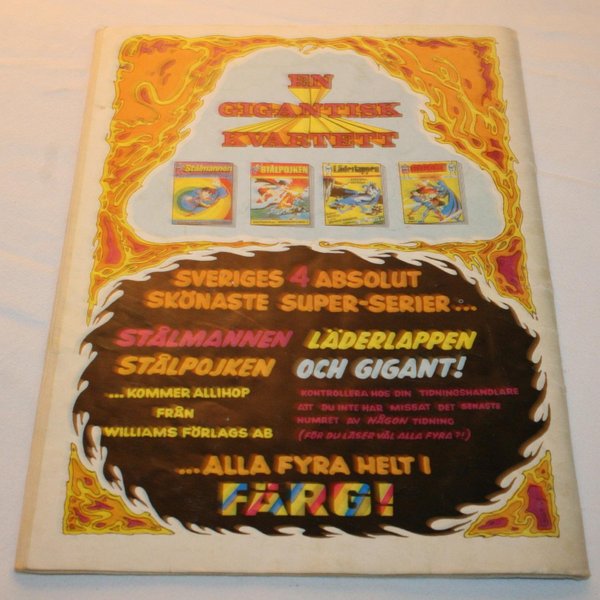 EN
GIGANTISK
KVARTETT
Stålmannen
STÅLPOJKEN
Läderlappen
GIGANT
SVERIGES 4 ABSOLUT
SKÖNASTE SUPER-SERIER...
STÅLMANNEN LÄDERLAPPEN
STÅLPOJKEN OCH GIGANT!
...KOMMER ALLIHOP
FRÅN
WILLIAMS FÖRLAGS AB
KONTROLLERA HOS DIN TIDNINGSHANDLARE
ATT DU INTE HAR MISSAT DET SENASTE
NUMRET AV NÅGON TIDNING
(FÖR DU LÄSER VÄL ALLA FYRA?!)
...ALLA FYRA HELT I
FÄRG!